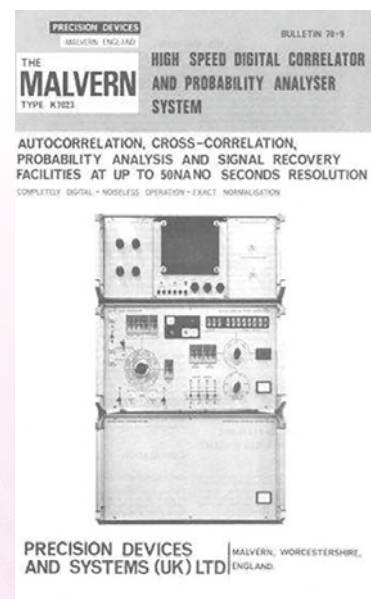 PRECISION DEVICES
MALVERN ENGLAND
BULLETIN 70-9
THE
MALVERN
TYPE K7023
HIGH SPEED DIGITAL CORRELATOR
AND PROBABILITY ANALYSER
SYSTEM
AUTOCORRELATION, CROSS-CORRELATION,
PROBABILITY ANALYSIS AND SIGNAL RECOVERY
FACILITIES AT UP TO 50NANO SECONDS RESOLUTION
COMPLETELY DIGITAL - NOISELESS OPERATION - EXACT NORMALISATION
PRECISION DEVICES
AND SYSTEMS (UK) LTD
MALVERN, WORCESTERSHIRE,
ENGLAND.